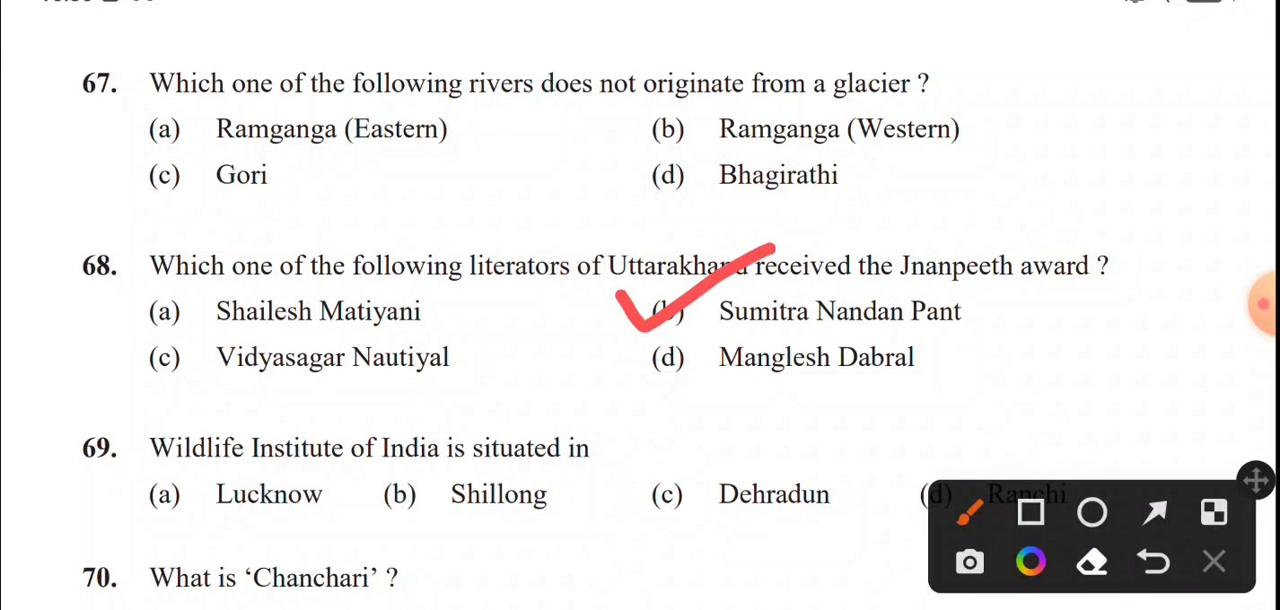 67. Which one of the following rivers does not originate from a glacier ?
(a) Ramganga (Eastern) (b) Ramganga (Western)
(c) Gori (d) Bhagirathi
68. Which one of the following literators of Uttarakhand received the Jnanpeeth award ?
(a) Shailesh Matiyani (b) Sumitra Nandan Pant
(c) Vidyasagar Nautiyal (d) Manglesh Dabral
69. Wildlife Institute of India is situated in
(a) Lucknow (b) Shillong (c) Dehradun (d) Ranchi
70. What is ‘Chanchari’ ?